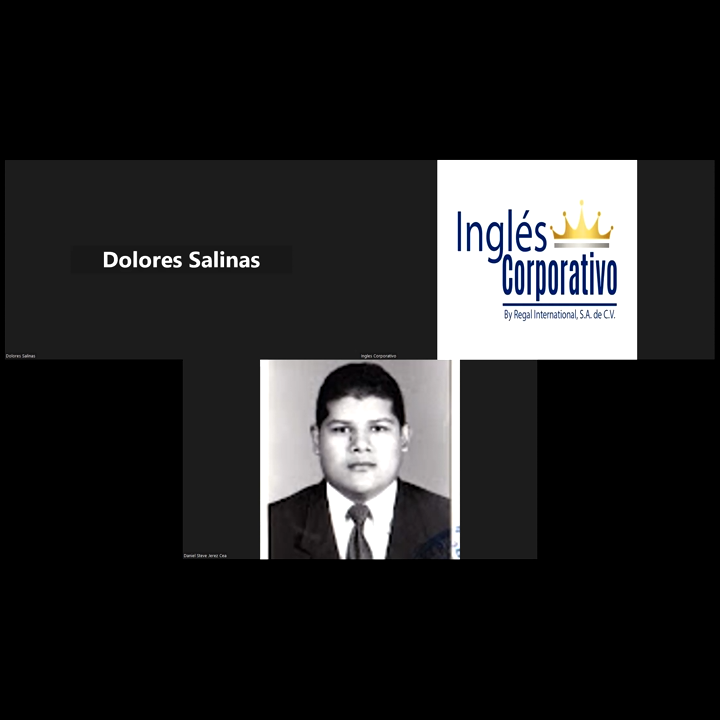 Dolores Salinas
Inglés
Corporativo
By Regal International, S.A. de C.V.
Dolores Salinas
Ingles Corporativo
Daniel Steve Jerez Cea